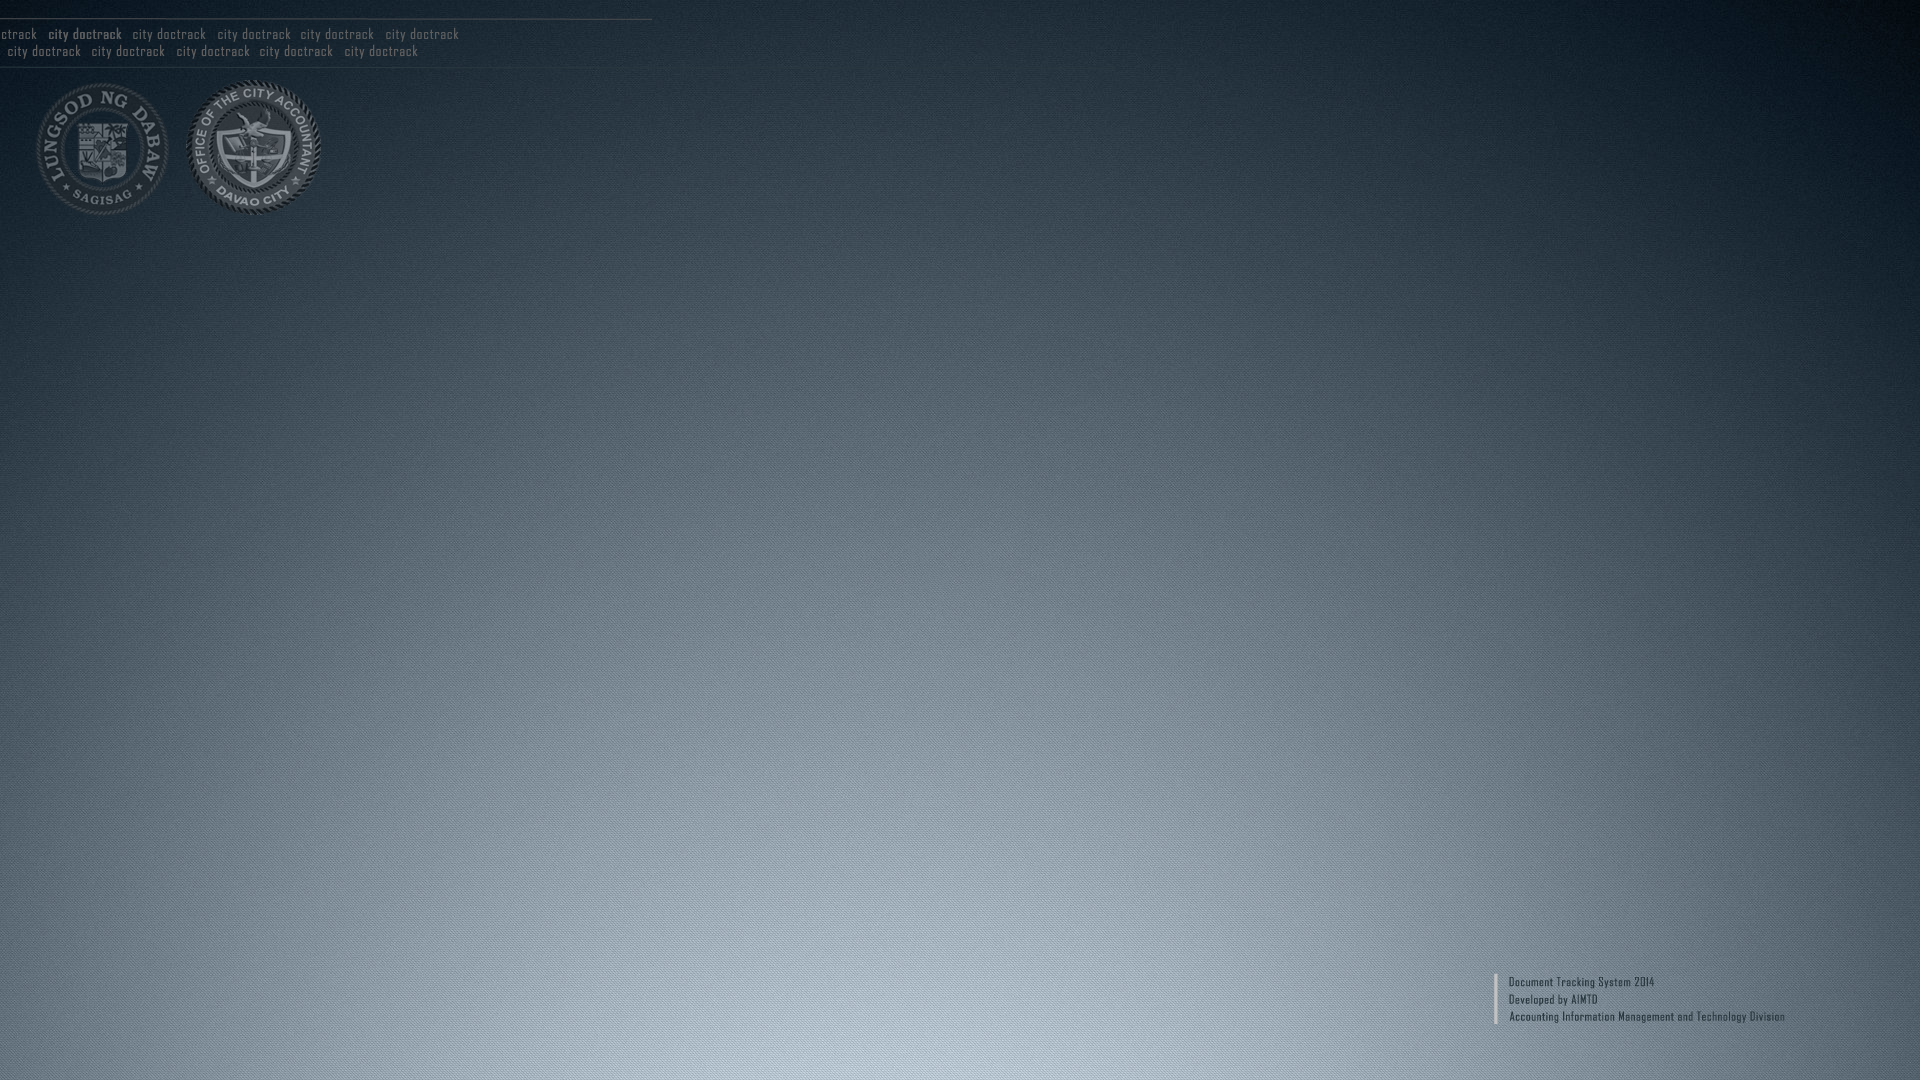 ctrack city doctrack city doctrack city doctrack city doctrack city doctrack
city doctrack city doctrack city doctrack city doctrack city doctrack
LUNGSOD NG DABAW
SAGISAG
OFFICE OF THE CITY ACCOUNTANT
DAVAO CITY
Document Tracking System 2014
Developed by AIMTD
Accounting Information Management and Technology Division